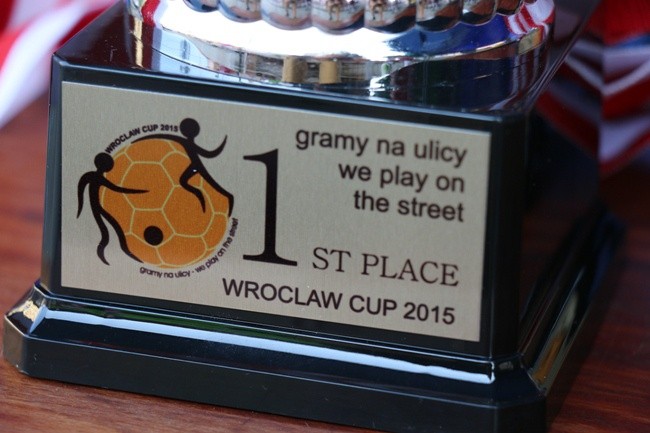 WROCLAW CUP 2015
gramy na ulicy - we play on the street
gramy na ulicy
we play on
the street
1 ST PLACE
WROCLAW CUP 2015